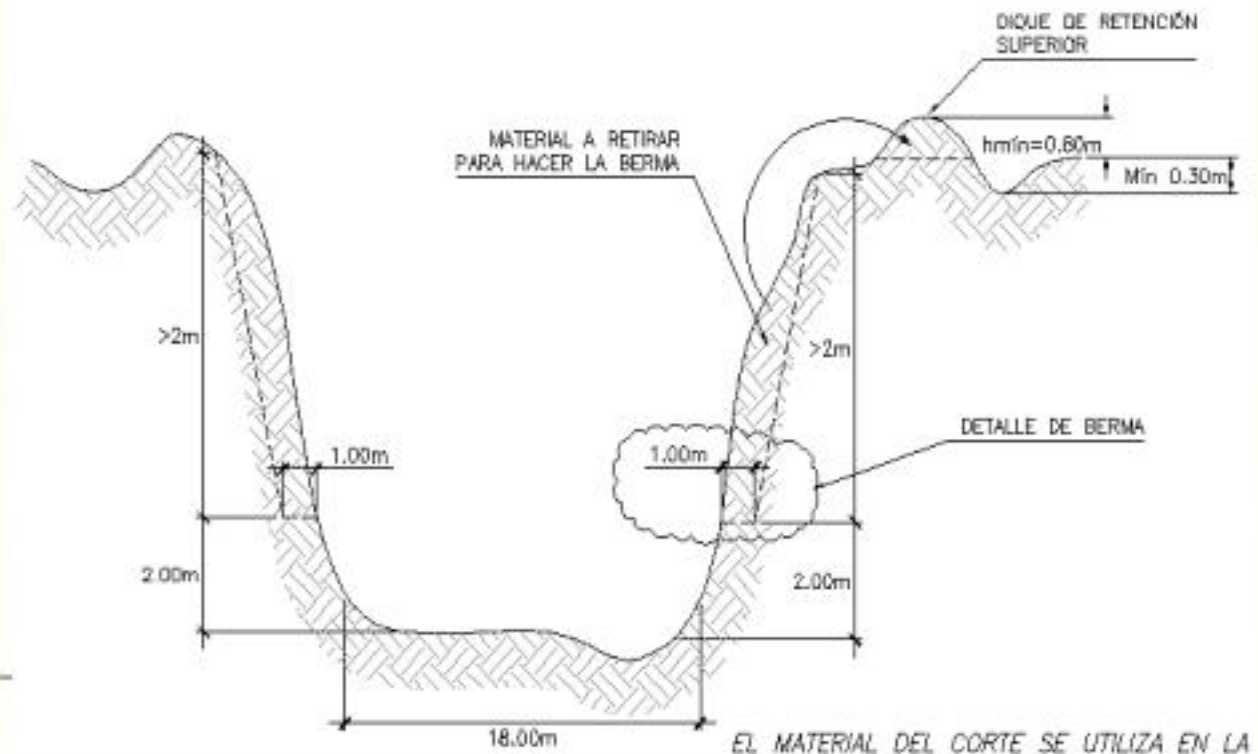 DIQUE DE RETENCIÓN
SUPERIOR
MATERIAL A RETIRAR
PARA HACER LA BERMA
hmín=0.60m
Mín 0.30m
>2m
>2m
DETALLE DE BERMA
1.00m
1.00m
2.00m
2.00m
18.00m
EL MATERIAL DEL CORTE SE UTILIZA EN LA